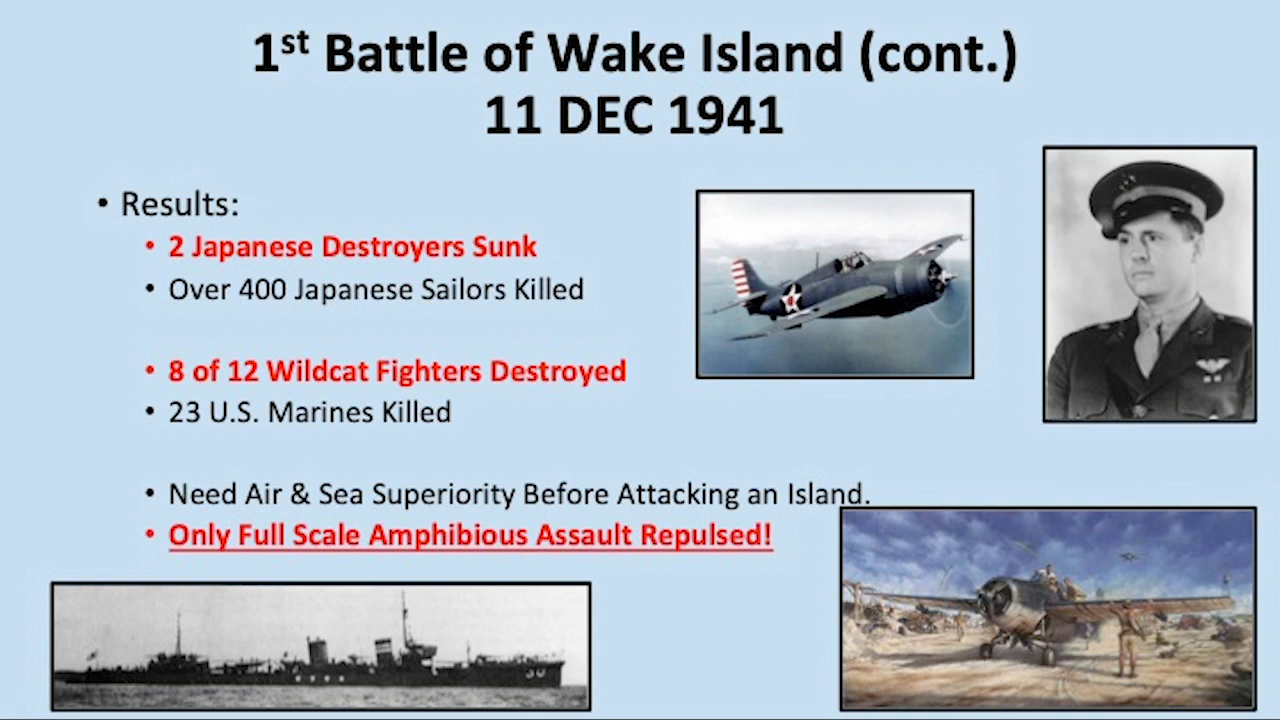 1st Battle of Wake Island (cont.)
11 DEC 1941
• Results:
• 2 Japanese Destroyers Sunk
• Over 400 Japanese Sailors Killed
• 8 of 12 Wildcat Fighters Destroyed
• 23 U.S. Marines Killed
• Need Air & Sea Superiority Before Attacking an Island.
• Only Full Scale Amphibious Assault Repulsed!